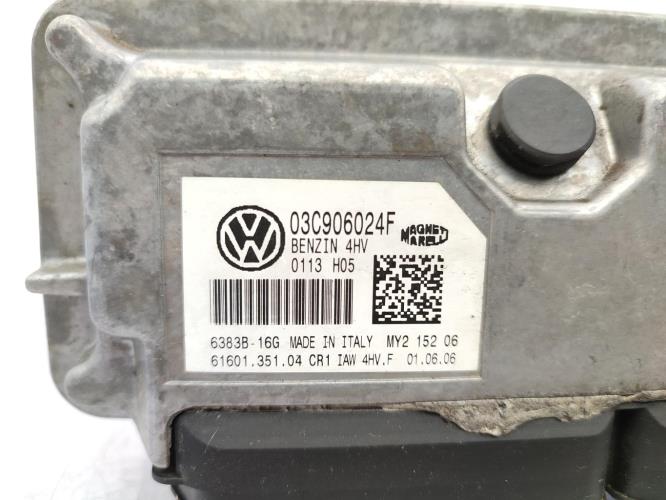 03C906024F
MAGNETI
MARELLI
BENZIN 4HV
0113 H05
6383B-16G MADE IN ITALY MY2 152 06
61601.351.04 CR1 IAW 4HV.F 01.06.06